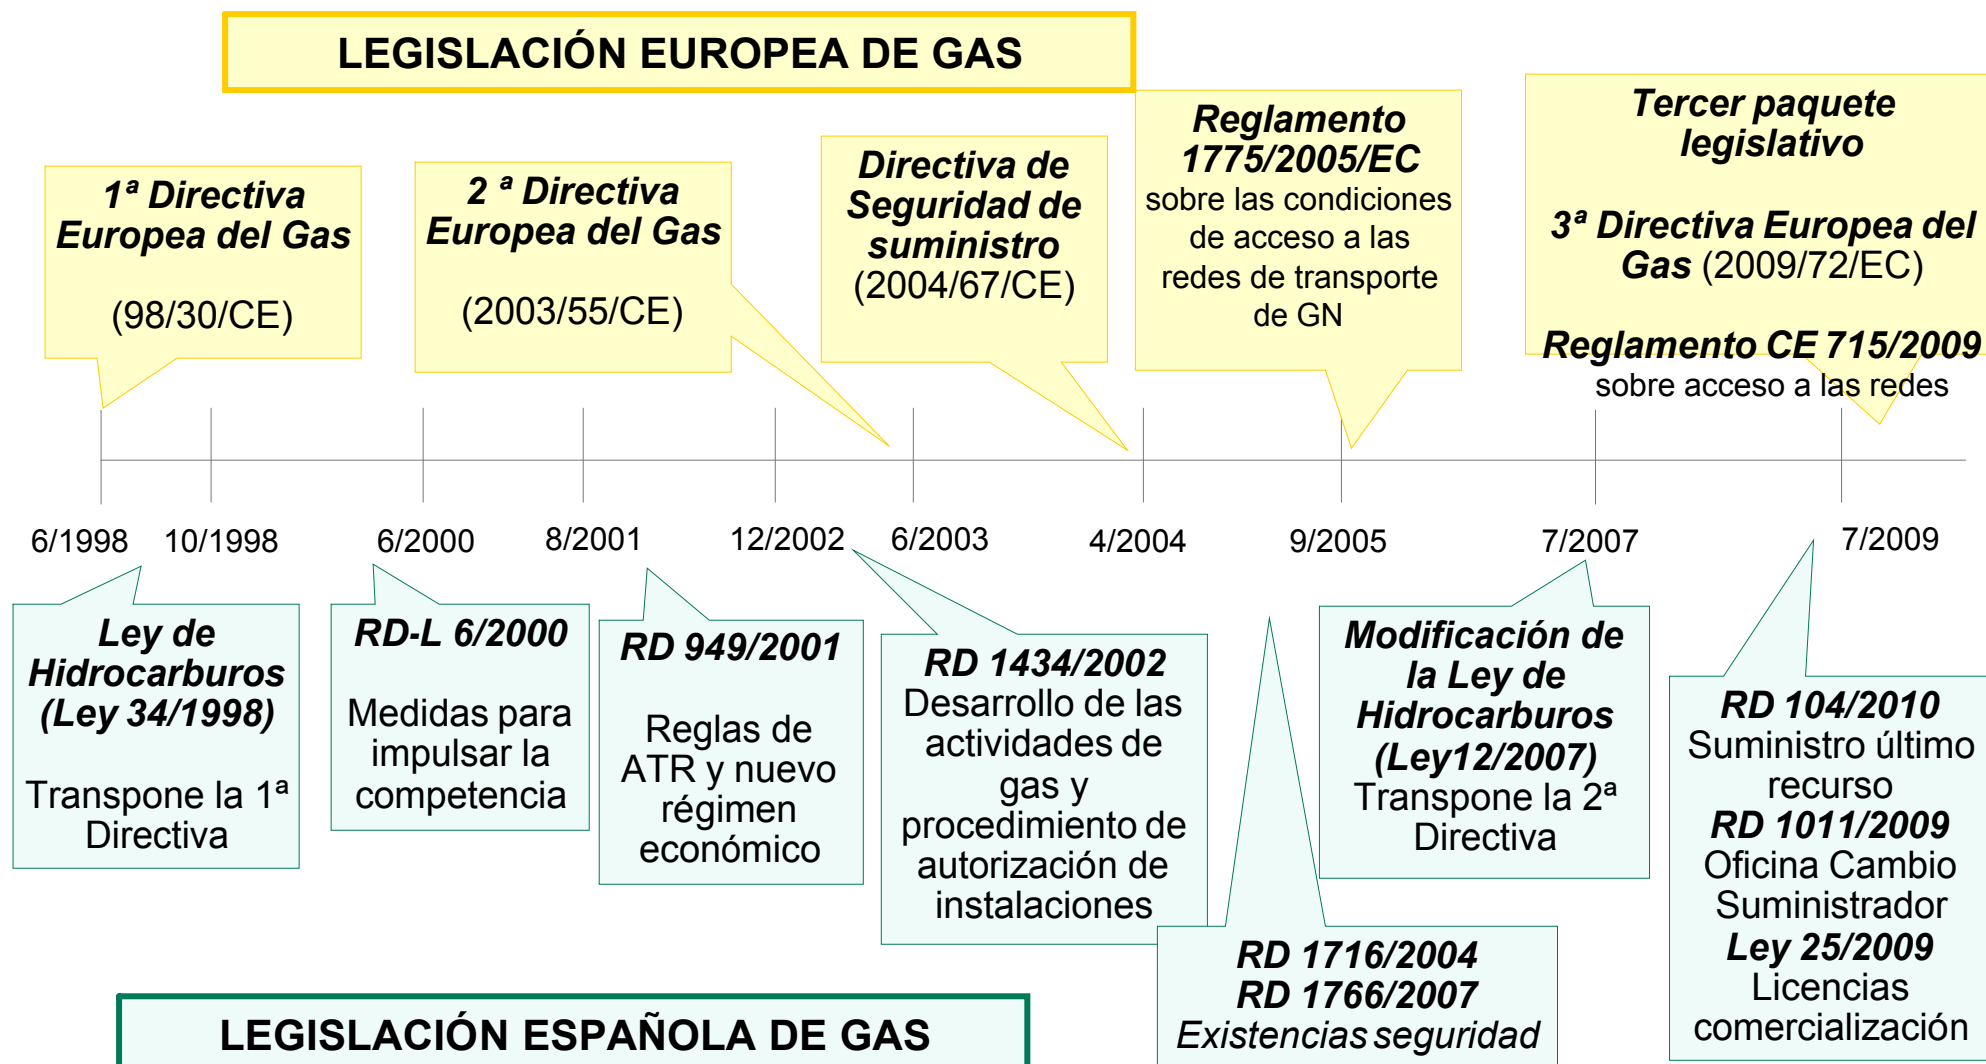 LEGISLACIÓN EUROPEA DE GAS
1ª Directiva
Europea del Gas
(98/30/CE)
2 ª Directiva
Europea del Gas
(2003/55/CE)
Directiva de
Seguridad de
suministro
(2004/67/CE)
Reglamento
1775/2005/EC
sobre las condiciones
de acceso a las
redes de transporte
de GN
Tercer paquete
legislativo
3ª Directiva Europea del
Gas (2009/72/EC)
Reglamento CE 715/2009
sobre acceso a las redes
6/1998
10/1998
6/2000
8/2001
12/2002
6/2003
4/2004
9/2005
7/2007
7/2009
Ley de
Hidrocarburos
(Ley 34/1998)
Transpone la 1ª
Directiva
RD-L 6/2000
Medidas para
impulsar la
competencia
RD 949/2001
Reglas de
ATR y nuevo
régimen
económico
RD 1434/2002
Desarrollo de las
actividades de
gas y
procedimiento de
autorización de
instalaciones
RD 1716/2004
RD 1766/2007
Existencias seguridad
Modificación de
la Ley de
Hidrocarburos
(Ley12/2007)
Transpone la 2ª
Directiva
RD 104/2010
Suministro último
recurso
RD 1011/2009
Oficina Cambio
Suministrador
Ley 25/2009
Licencias
comercialización
LEGISLACIÓN ESPAÑOLA DE GAS